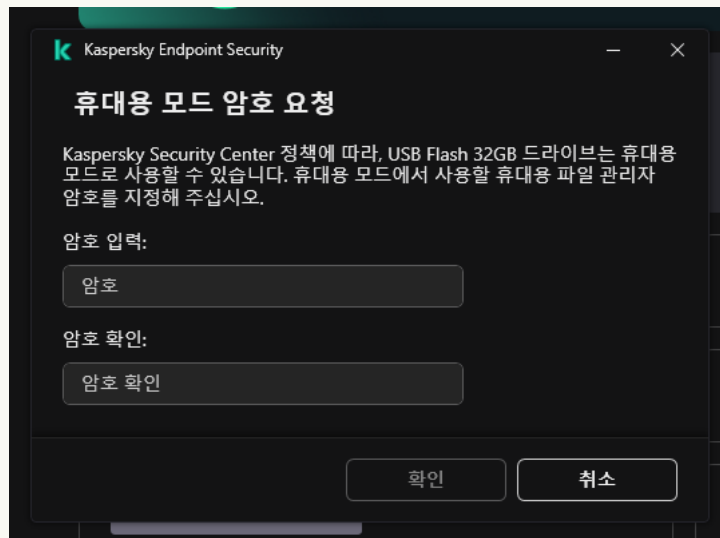 Kaspersky Endpoint Security
휴대용 모드 암호 요청
Kaspersky Security Center 정책에 따라, USB Flash 32GB 드라이브는 휴대용
모드로 사용할 수 있습니다. 휴대용 모드에서 사용할 휴대용 파일 관리자
암호를 지정해 주십시오.
암호 입력:
암호
암호 확인:
암호 확인
확인
취소